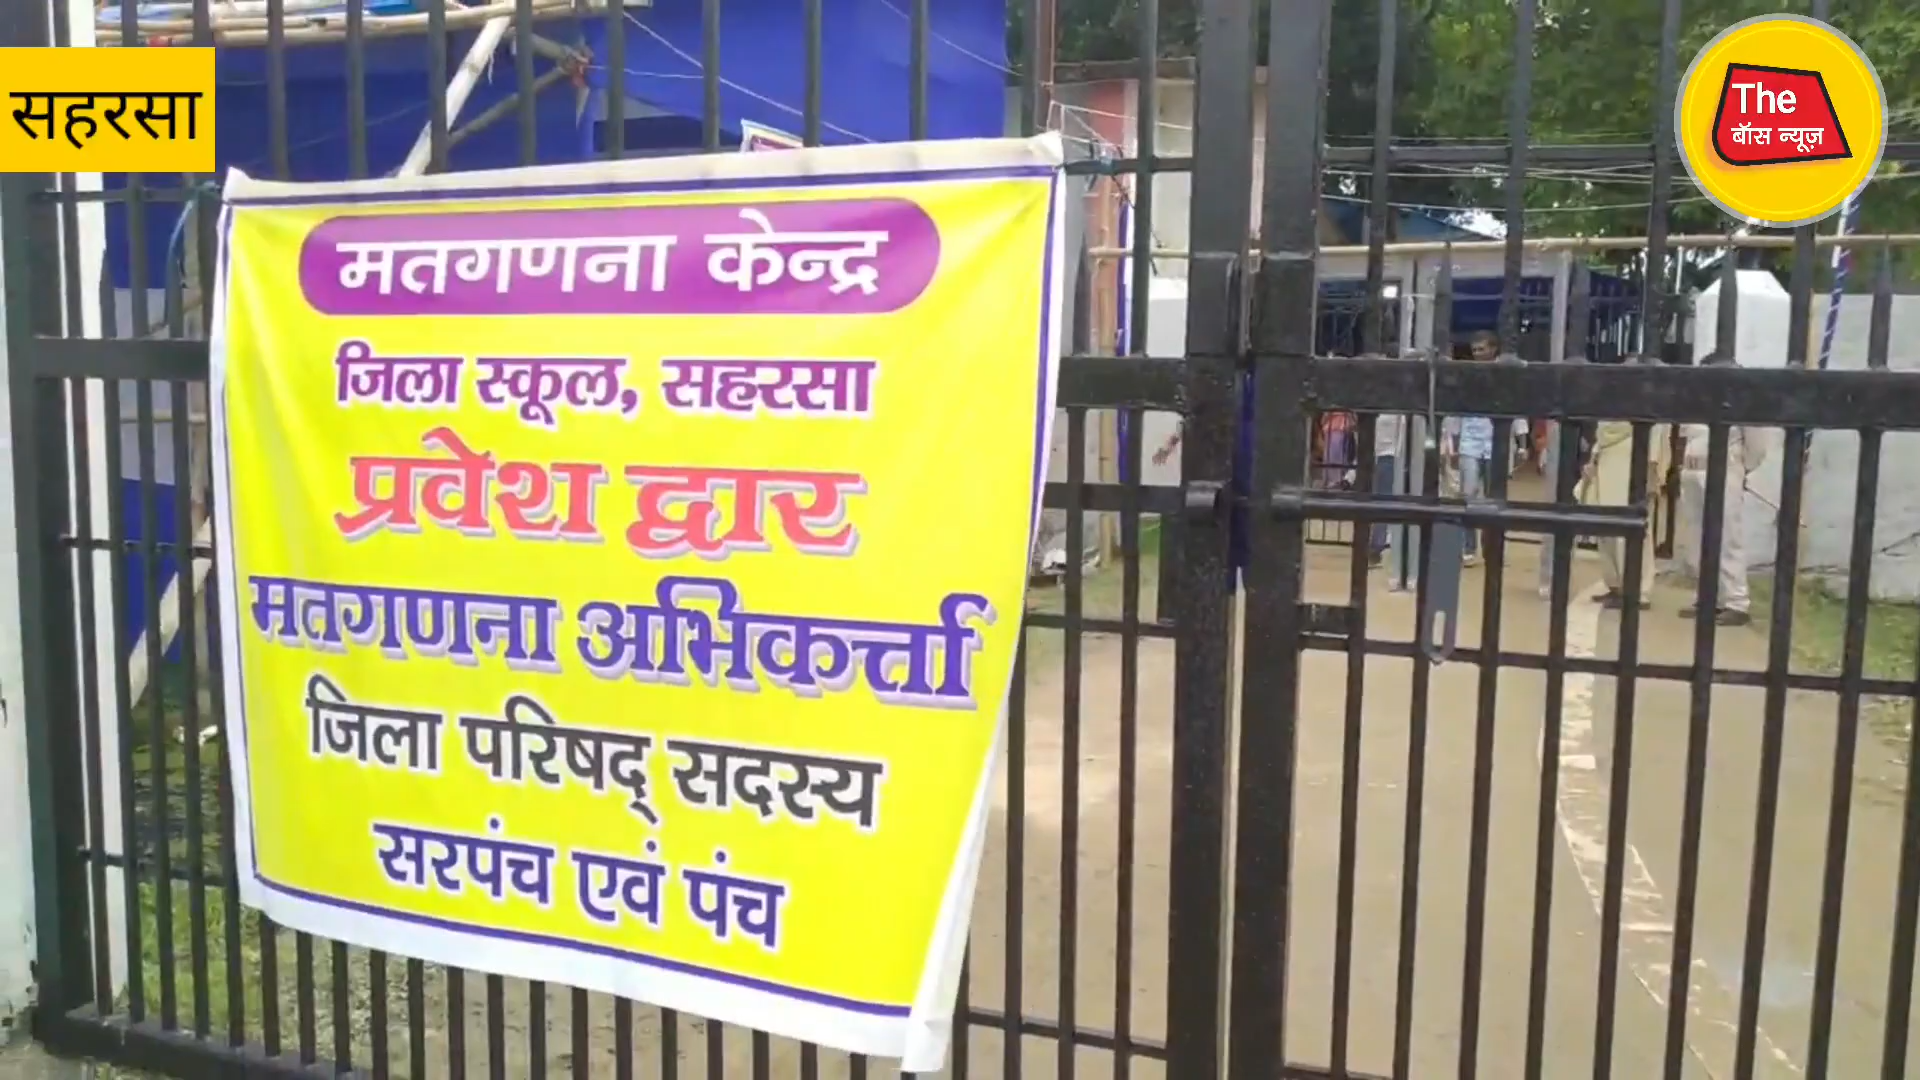 सहरसा
The
बॉस न्यूज़
मतगणना केन्द्र
जिला स्कूल, सहरसा
प्रवेश द्वार
मतगणना अभिकर्त्ता
जिला परिषद् सदस्य
सरपंच एवं पंच